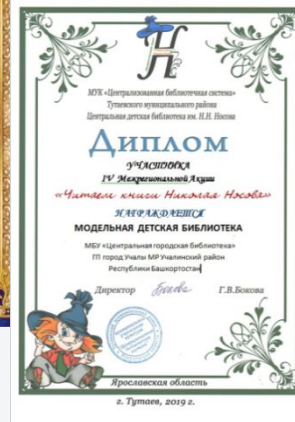 Н
МУК «Централизованная библиотечная система»
Тутаевского муниципального района
Центральная детская библиотека им. Н.Н. Носова
Диплом
УЧАСТНИКА
IV Межрегиональной Акции
«Читаем книги Николая Носова»
НАГРАЖДАЕТСЯ
МОДЕЛЬНАЯ ДЕТСКАЯ БИБЛИОТЕКА
МБУ «Центральная городская библиотека»
ГП город Учалы МР Учалинский район
Республики Башкортостан
Директор Бокова Г.В.Бокова
Ярославская область
г. Тутаев, 2019 г.